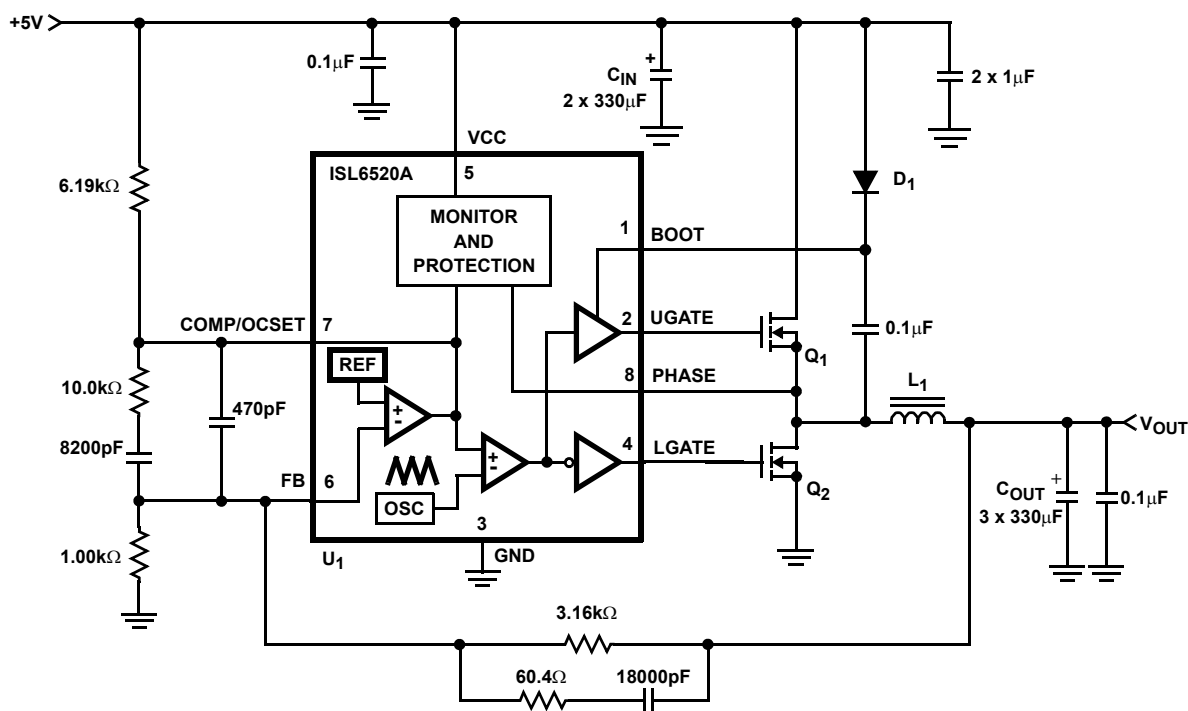 +5V
0.1μF
CIN
2 x 330μF
2 x 1μF
VCC
5
ISL6520A
6.19kΩ
D1
MONITOR
AND
PROTECTION
1
BOOT
COMP/OCSET
7
2
UGATE
0.1μF
Q1
REF
8
PHASE
10.0kΩ
470pF
+
-
L1
8200pF
4
LGATE
VOUT
FB
6
+
-
OSC
Q2
COUT
+
3 x 330μF
0.1μF
1.00kΩ
3
GND
U1
3.16kΩ
60.4Ω
18000pF
+